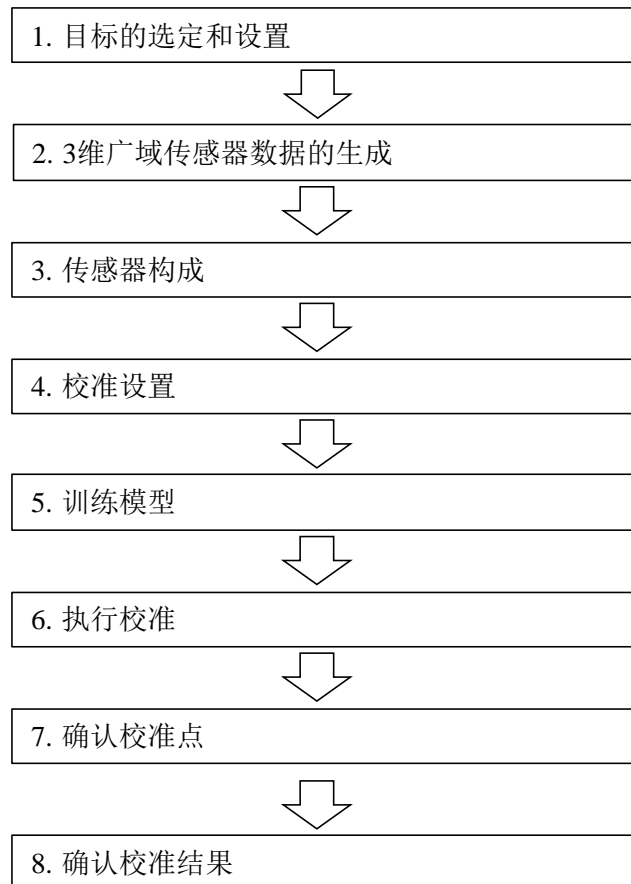 1. 目标的选定和设置
2. 3维广域传感器数据的生成
3. 传感器构成
4. 校准设置
5. 训练模型
6. 执行校准
7. 确认校准点
8. 确认校准结果